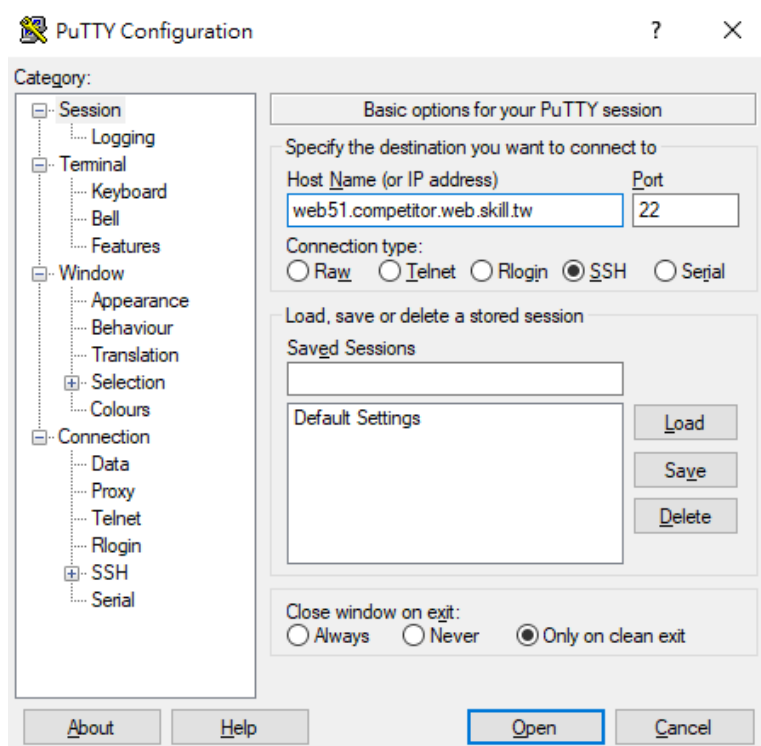 PuTTY Configuration
?
Category:
Session
Logging
Terminal
Keyboard
Bell
Features
Window
Appearance
Behaviour
Translation
Selection
Colours
Connection
Data
Proxy
Telnet
Rlogin
SSH
Serial
Basic options for your PuTTY session
Specify the destination you want to connect to
Host Name (or IP address) Port
web51.competitor.web.skill.tw 22
Connection type:
Raw Telnet Rlogin SSH Serial
Load, save or delete a stored session
Saved Sessions
Default Settings
Load
Save
Delete
Close window on exit:
Always Never Only on clean exit
About Help Open Cancel